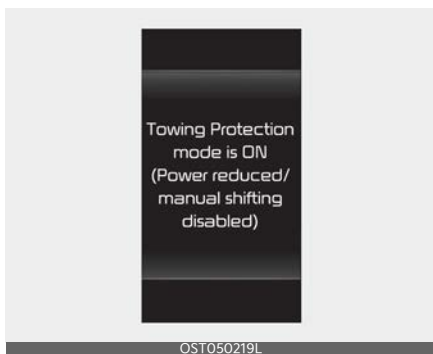 Towing Protection
mode is ON
(Power reduced/
manual shifting
disabled)
OST050219L